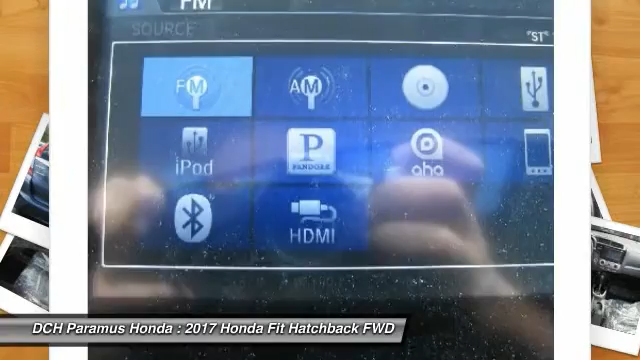 FM
SOURCE
"ST"
FM
AM
iPod
P
PANDORA
aha
HDMI
DCH Paramus Honda : 2017 Honda Fit Hatchback FWD